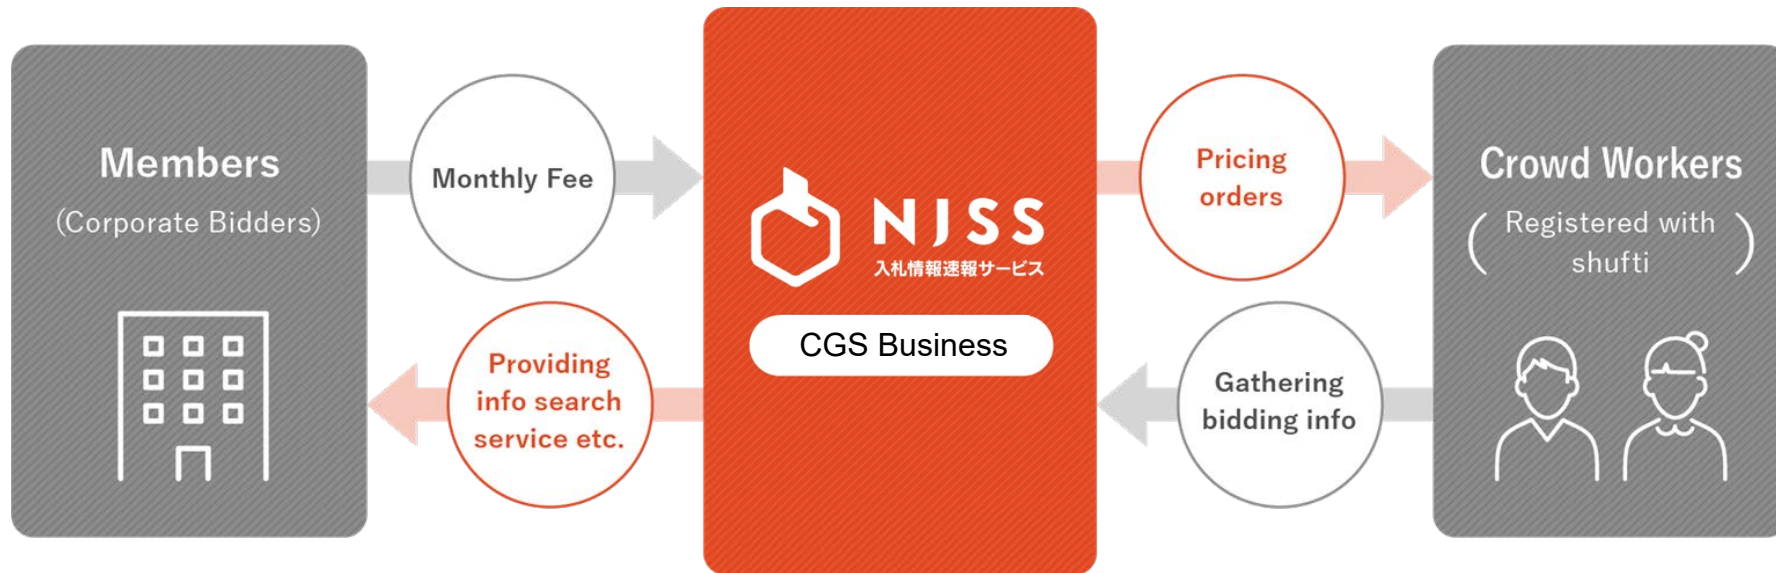 Members
(Corporate Bidders)
Monthly Fee
Providing
info search
service etc.
NJSS
入札情報速報サービス
CGS Business
Pricing
orders
Gathering
bidding info
Crowd Workers
(Registered with
shufti)